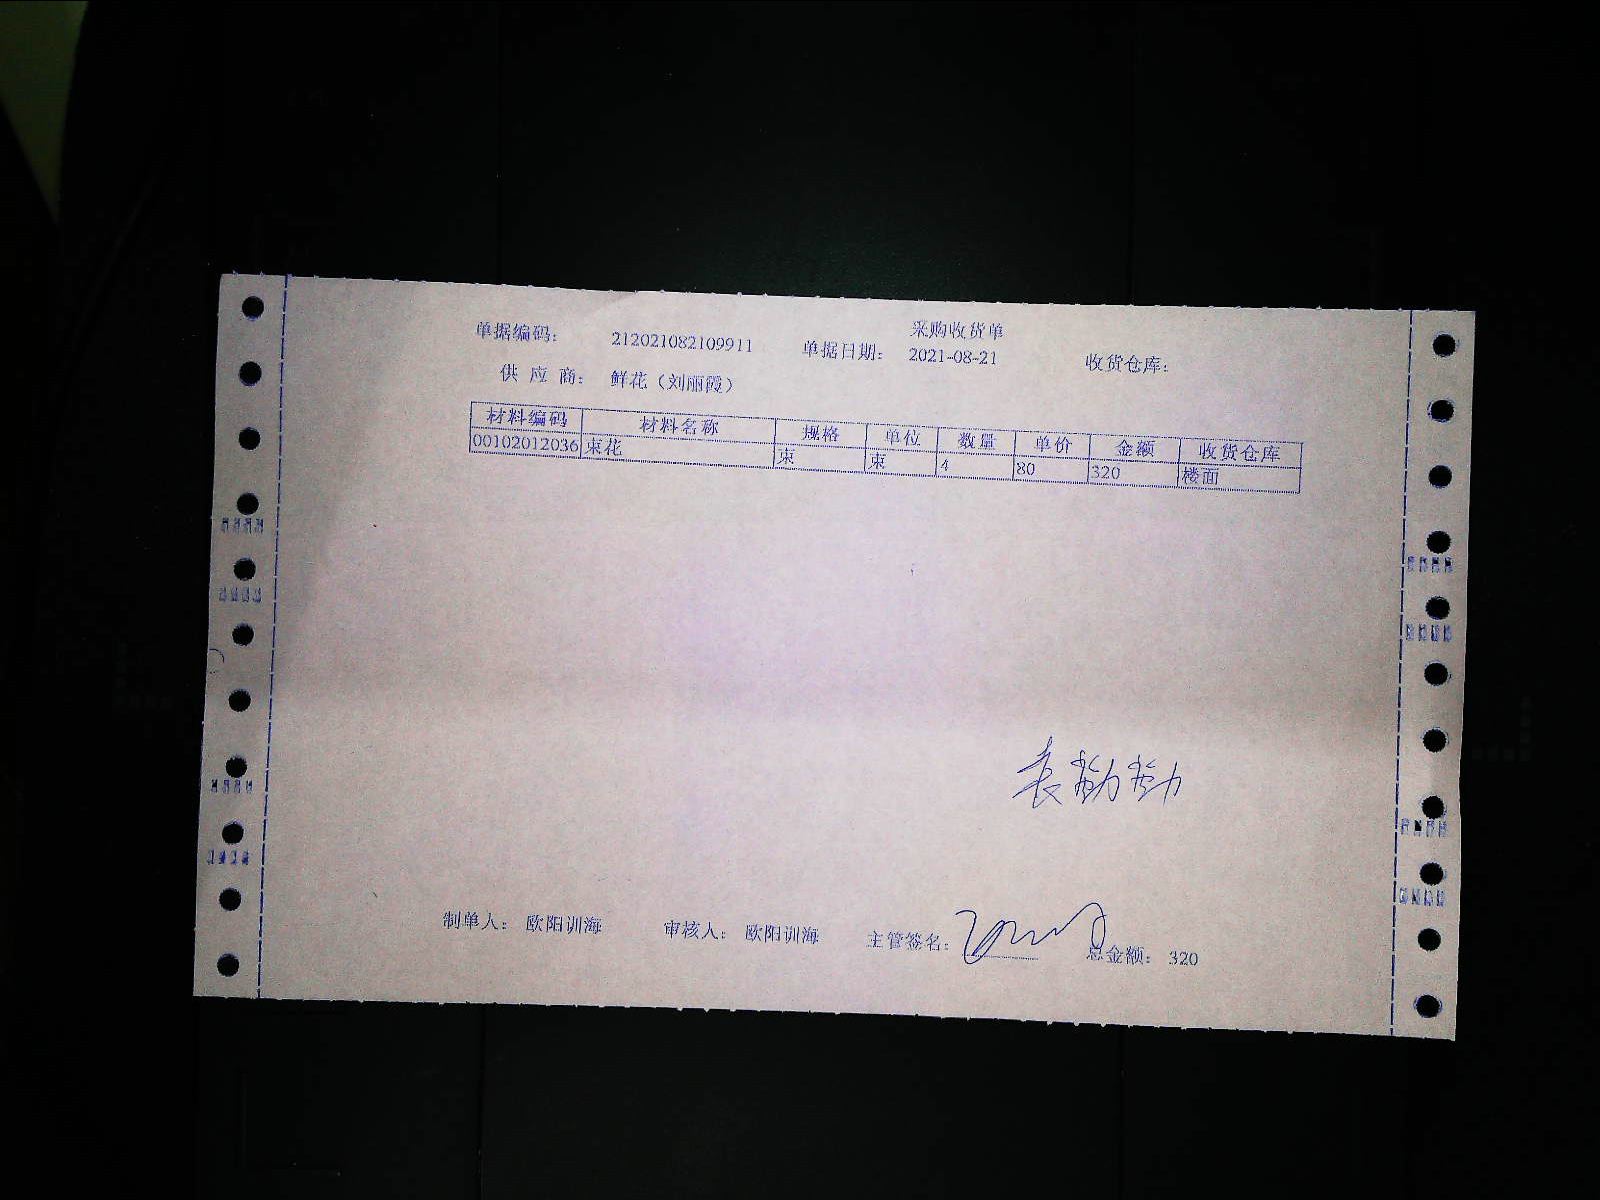 采购收货单
单据编码： 212021082109911 单据日期： 2021-08-21 收货仓库：
供 应 商： 鲜花（刘丽霞）
材料编码 材料名称 规格 单位 数量 单价 金额 收货仓库
00102012036 束花 束 束 4 80 320 楼面
袁勤勤
制单人： 欧阳训海 审核人： 欧阳训海 主管签名： 总金额： 320